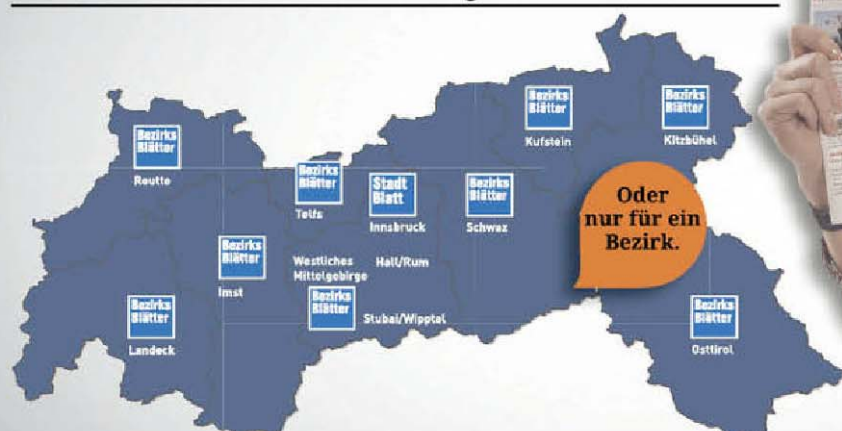 Bezirks
Blätter
Reutte
Bezirks
Blätter
Telfs
Stadt
Blatt
Innsbruck
Bezirks
Blätter
Schwaz
Bezirks
Blätter
Kufstein
Bezirks
Blätter
Kitzbühel
Oder
nur für ein
Bezirk.
Bezirks
Blätter
Imst
Westliches
Mittelgebirge
Hall/Rum
Bezirks
Blätter
Stubai/Wipptal
Bezirks
Blätter
Landeck
Bezirks
Blätter
Osttirol